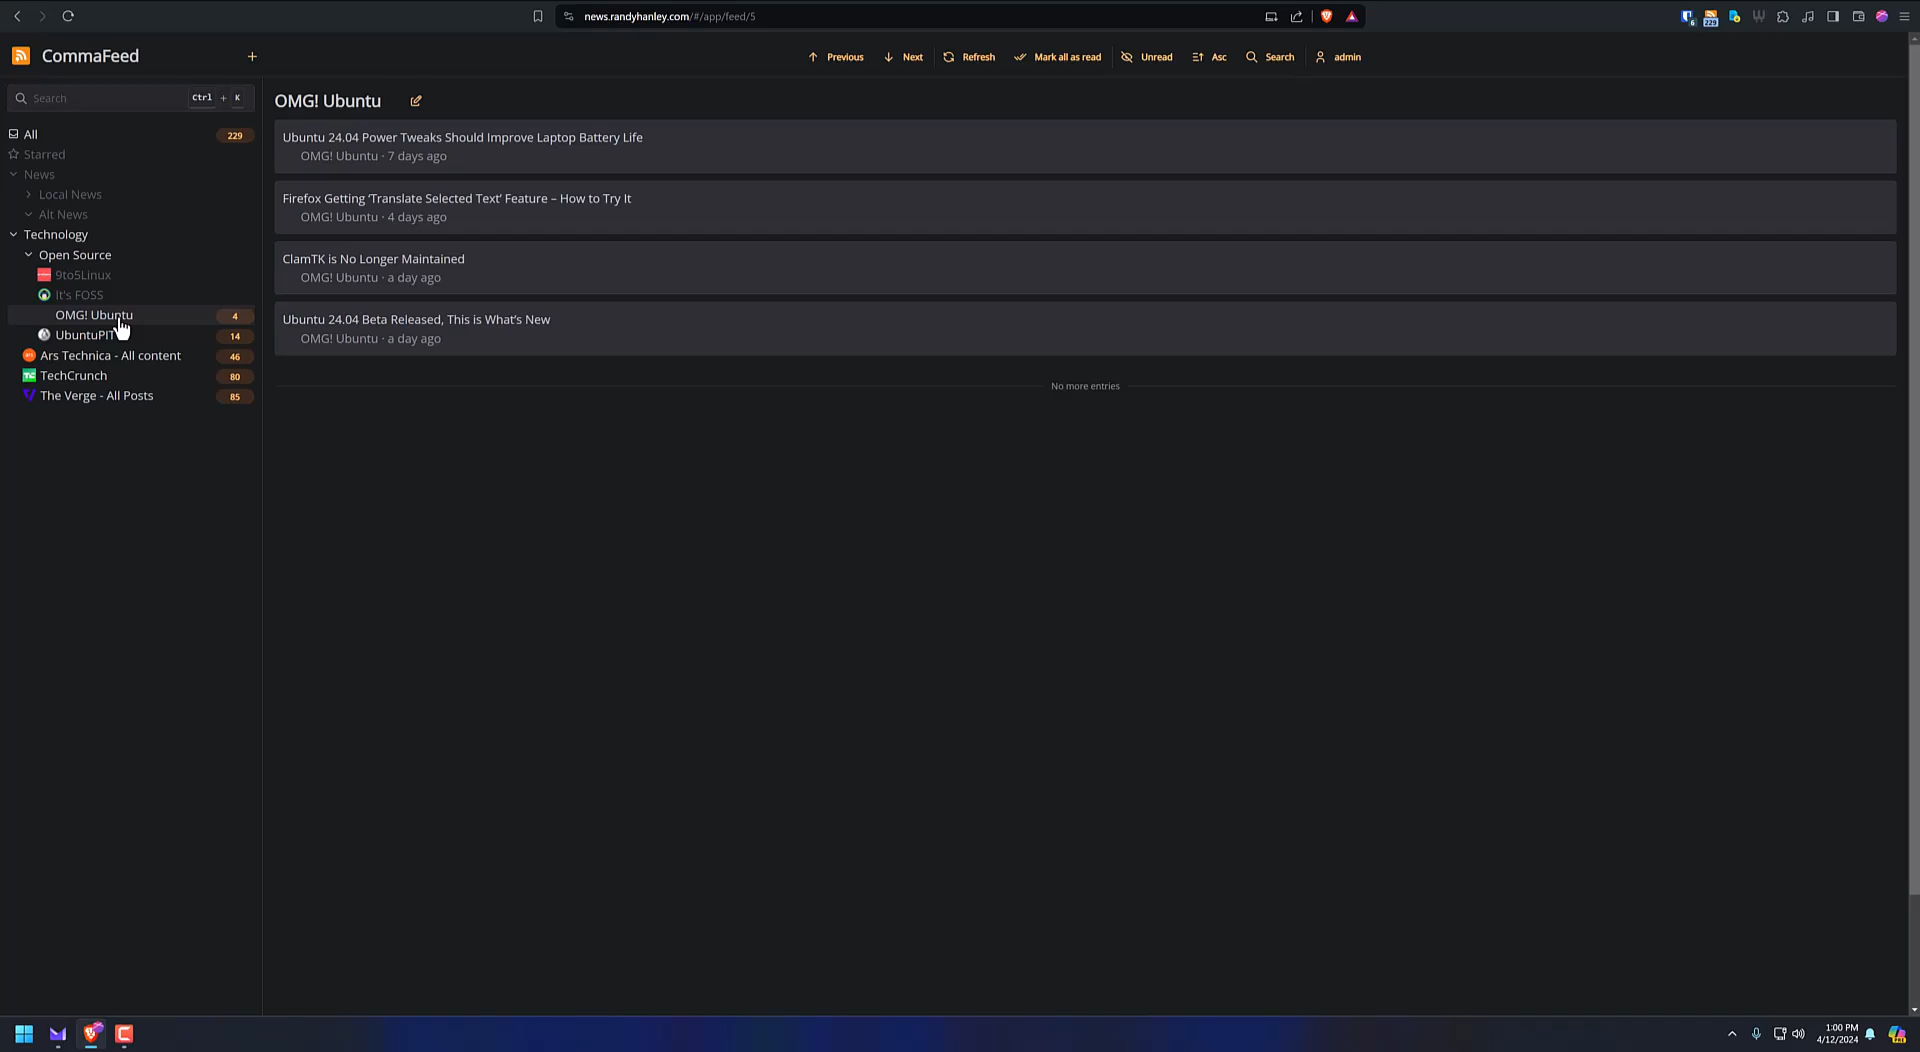 news.randyhanley.com/#/app/feed/5
6
229
CommaFeed
+
Previous
Next
Refresh
Mark all as read
Unread
Asc
Search
admin
Search
Ctrl + K
OMG! Ubuntu
All
229
Starred
News
Local News
Alt News
Technology
Open Source
9to5Linux
It's FOSS
OMG! Ubuntu
4
UbuntuPIT
14
Ars Technica - All content
46
TechCrunch
80
The Verge - All Posts
85
Ubuntu 24.04 Power Tweaks Should Improve Laptop Battery Life
OMG! Ubuntu · 7 days ago
Firefox Getting ‘Translate Selected Text’ Feature – How to Try It
OMG! Ubuntu · 4 days ago
ClamTK is No Longer Maintained
OMG! Ubuntu · a day ago
Ubuntu 24.04 Beta Released, This is What’s New
OMG! Ubuntu · a day ago
No more entries
1:00 PM
4/12/2024